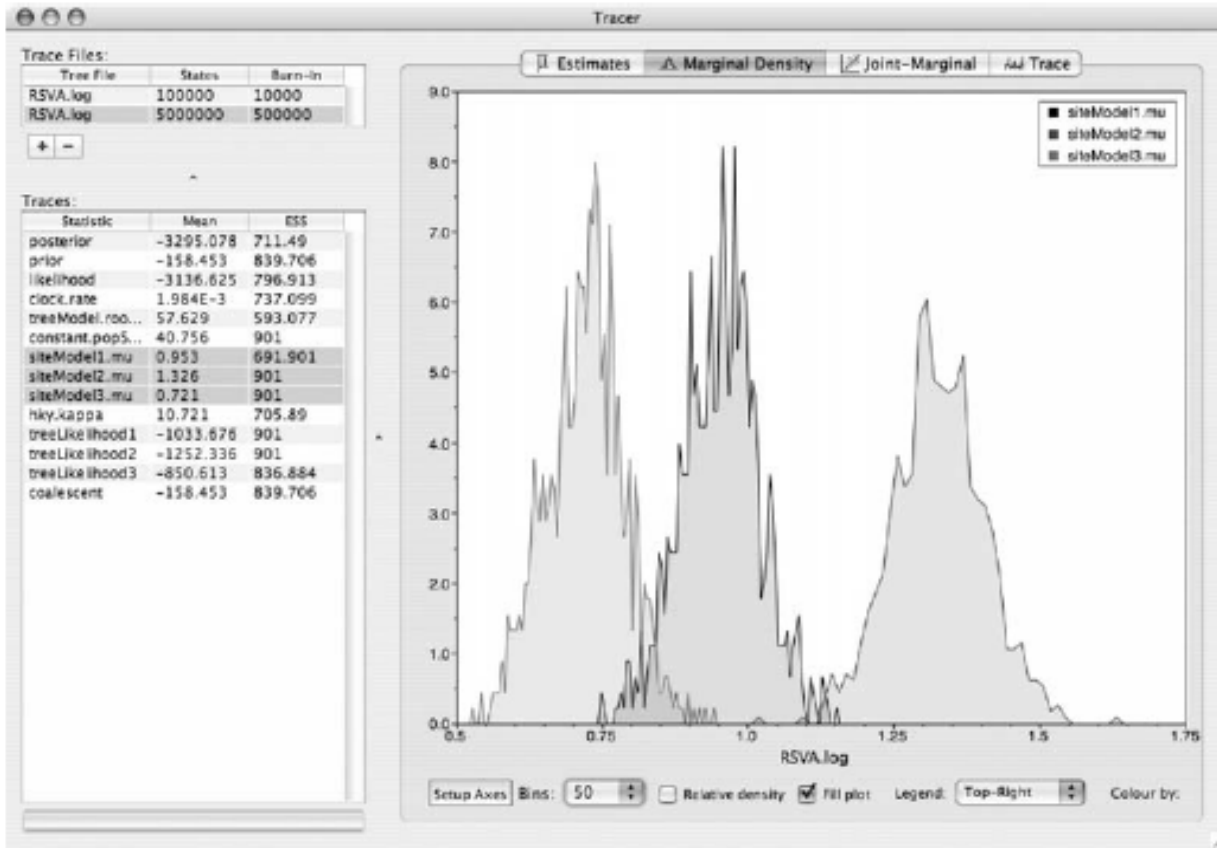 Tracer
Trace Files:
Tree File States Burn-In
RSVA.log 100000 10000
RSVA.log 5000000 500000
+ −
Traces:
Statistic Mean ESS
posterior -3295.078 711.49
prior -158.453 839.706
likelihood -3136.625 796.913
clock.rate 1.984E-3 737.099
treeModel.roo... 57.629 593.077
constant.popS... 40.756 901
siteModel1.mu 0.953 691.901
siteModel2.mu 1.326 901
siteModel3.mu 0.721 901
hky.kappa 10.721 705.89
treeLikelihood1 -1033.676 901
treeLikelihood2 -1252.336 901
treeLikelihood3 -850.613 836.884
coalescent -158.453 839.706
Estimates Marginal Density Joint-Marginal Trace
9.0
8.0
7.0
6.0
5.0
4.0
3.0
2.0
1.0
0.0
siteModel1.mu
siteModel2.mu
siteModel3.mu
0.5 0.75 1.0 1.25 1.5 1.75
RSVA.log
Setup Axes Bins: 50 Relative density Fill plot Legend: Top-Right Colour by: